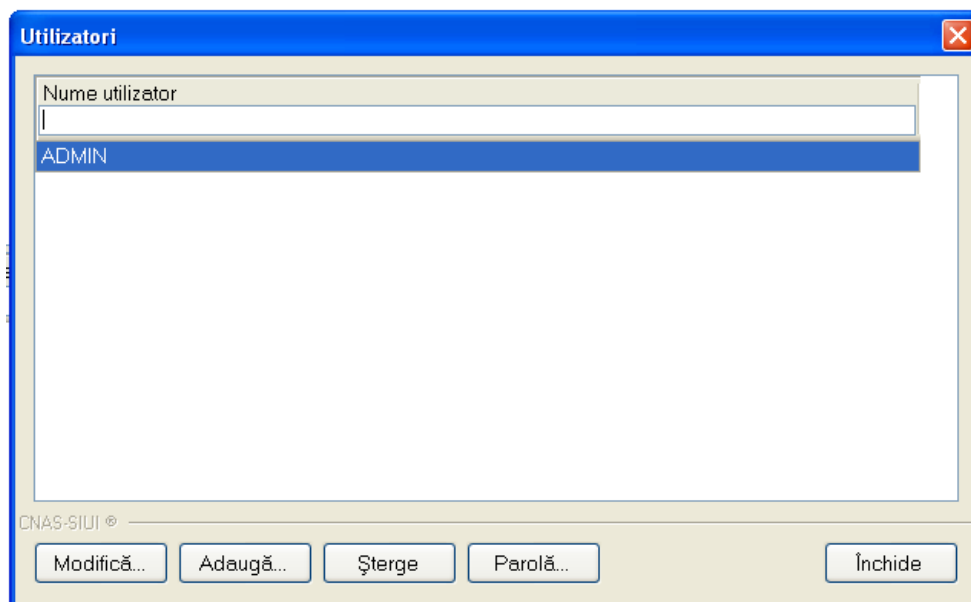 Utilizatori
Nume utilizator
ADMIN
CNAS-SIUI ®
Modifică... Adaugă... Şterge Parolă... Închide